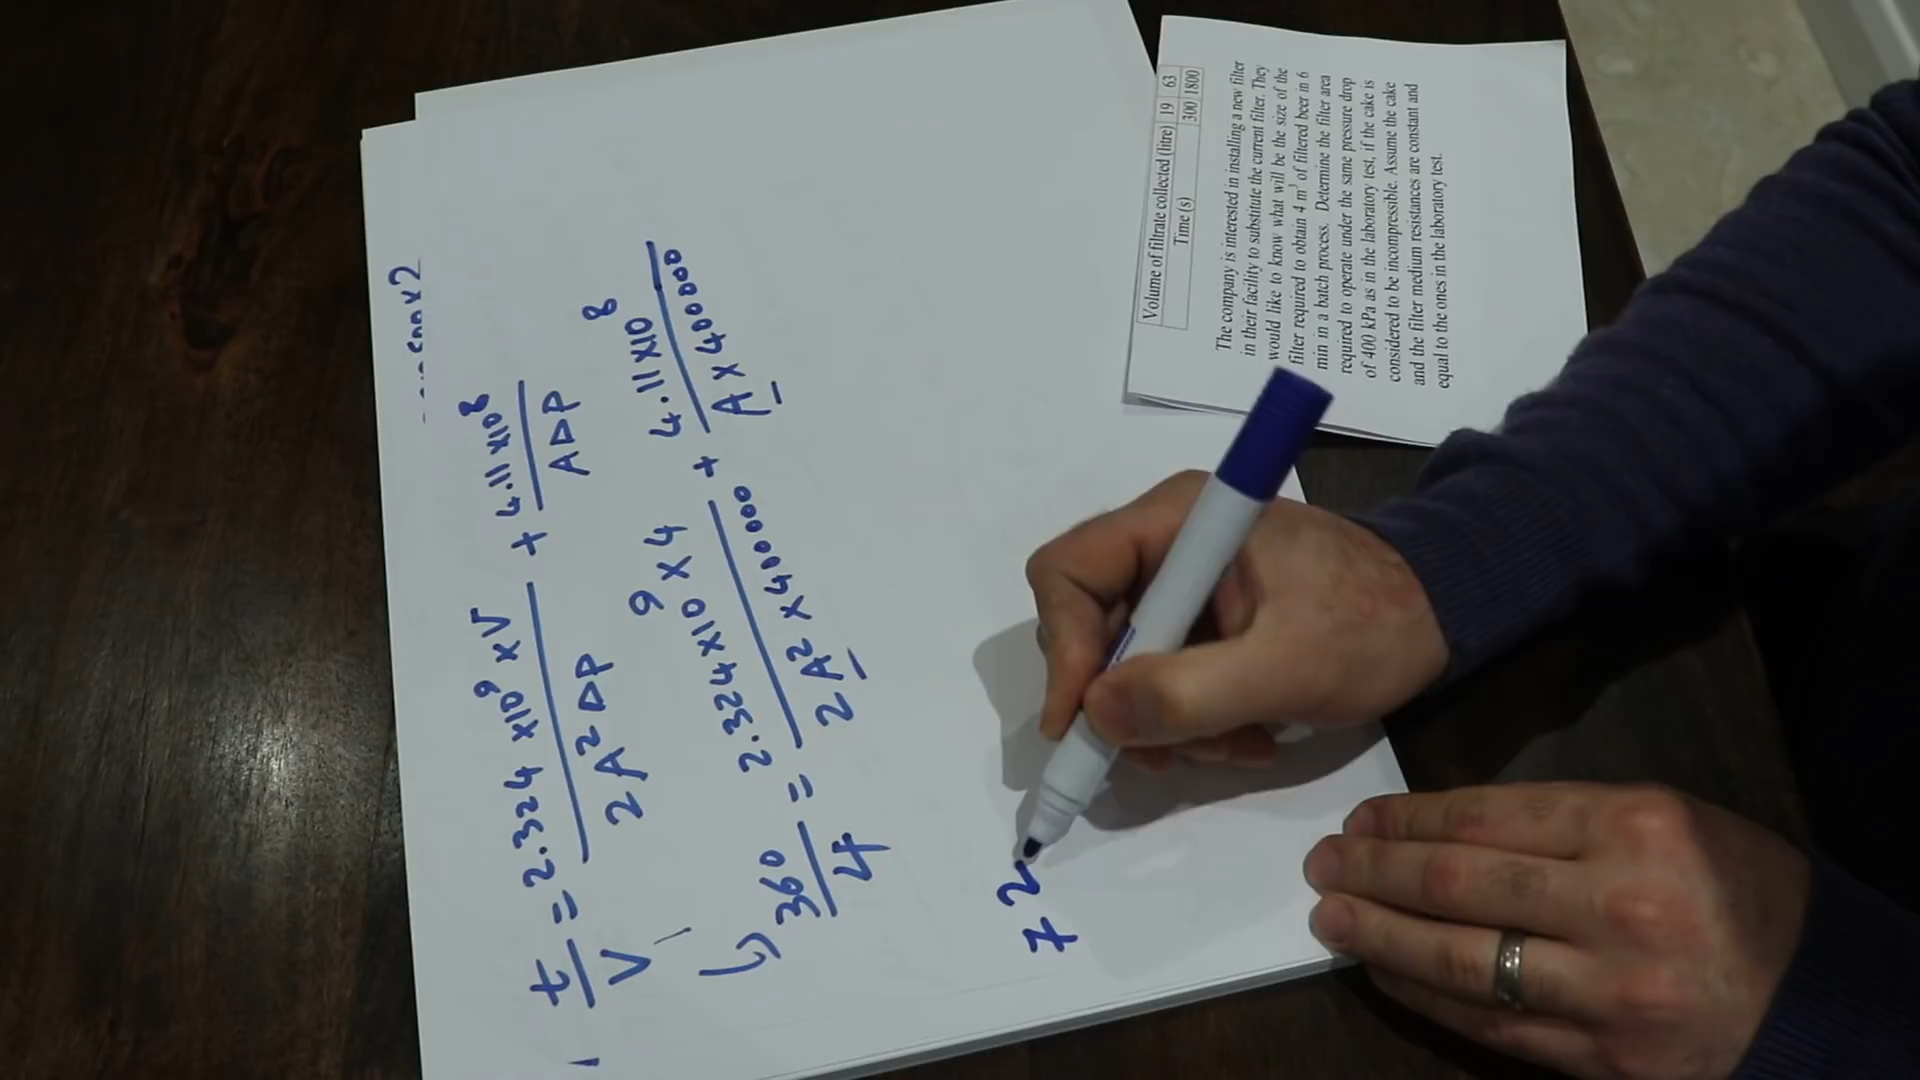 t/V = 2.324 x10⁹ x V / 2A²ΔP + 4.11x10⁸ / AΔP
↳ 360/4 = 2.324x10⁹ x 4 / 2A² x 400000 + 4.11x10⁸ / A x 400000
72
Volume of filtrate collected (litre) 19 63
Time (s) 300 1800
The company is interested in installing a new filter
in their facility to substitute the current filter. They
would like to know what will be the size of the
filter required to obtain 4 m³ of filtered beer in 6
min in a batch process. Determine the filter area
required to operate under the same pressure drop
of 400 kPa as in the laboratory test, if the cake is
considered to be incompressible. Assume the cake
and the filter medium resistances are constant and
equal to the ones in the laboratory test.